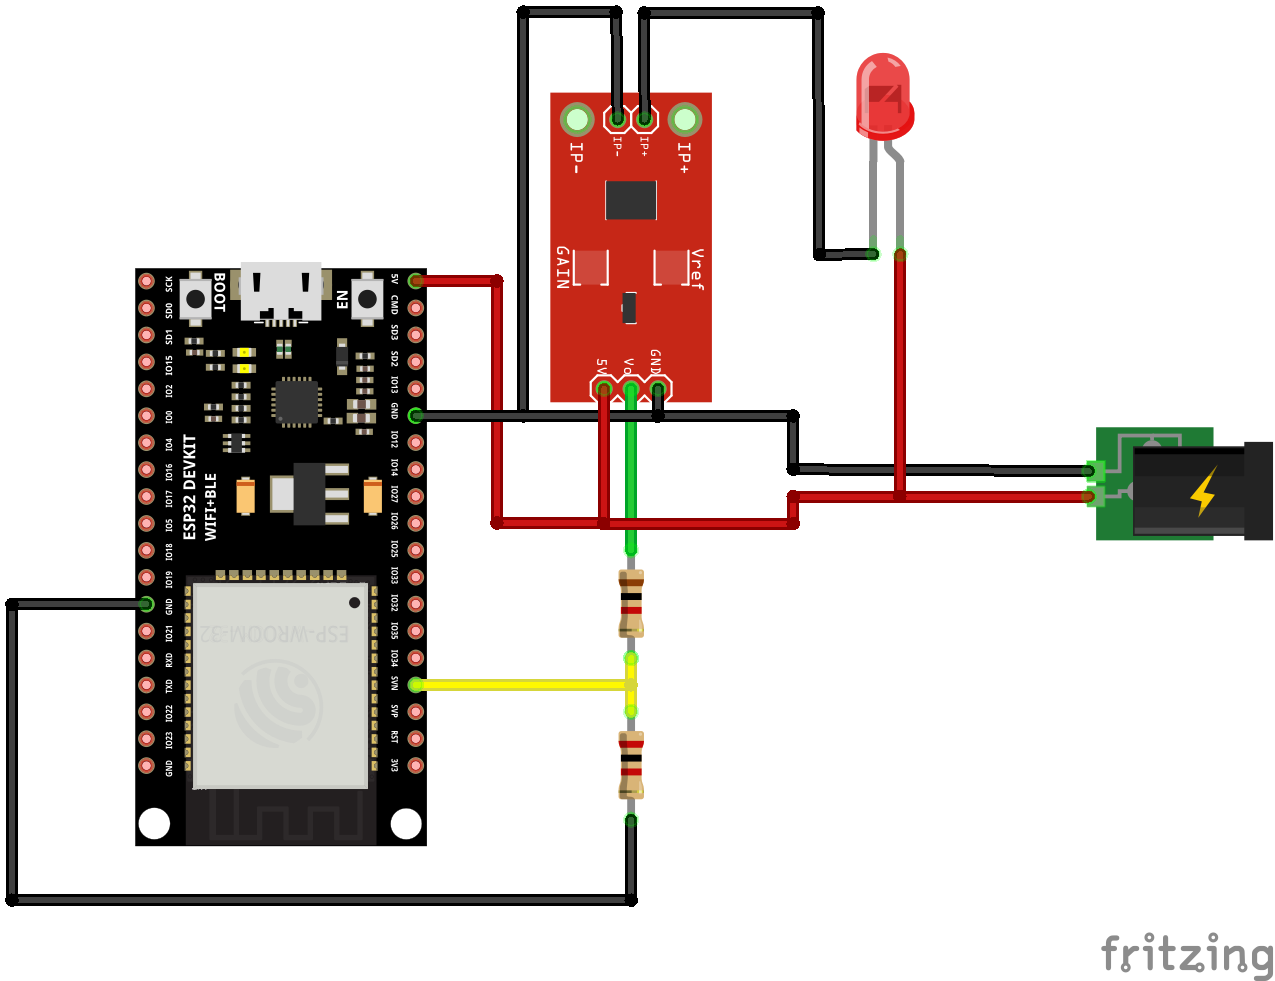 IP-
IP+
IP-
IP+
GAIN
Vref
5V
Vo
GND
BOOT
EN
SCK
SD0
SD1
IO15
IO2
IO0
IO4
IO16
IO17
IO5
IO18
IO19
GND
IO21
RXD
TXD
IO22
IO23
GND
5V
CMD
SD3
SD2
IO13
GND
IO12
IO14
IO27
IO26
IO25
IO33
IO32
IO35
IO34
SVN
SVP
RST
3V3
ESP32 DEVKIT
WIFI+BLE
ESP-WROOM-32
fritzing